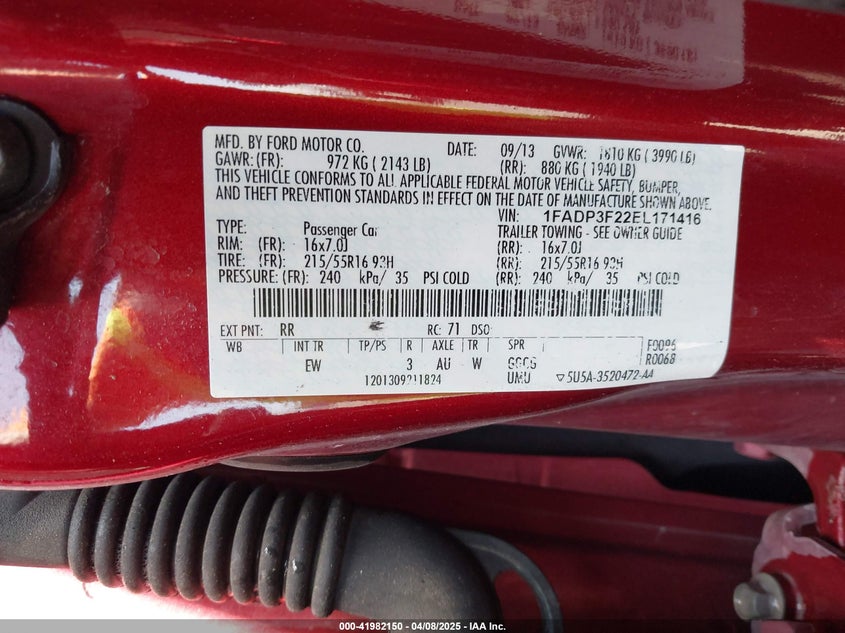 MFD. BY FORD MOTOR CO. DATE: 09/13 GVWR: 1810 KG ( 3990 LB)
GAWR: (FR): 972 KG ( 2143 LB) (RR): 880 KG ( 1940 LB)
THIS VEHICLE CONFORMS TO ALL APPLICABLE FEDERAL MOTOR VEHICLE SAFETY, BUMPER,
AND THEFT PREVENTION STANDARDS IN EFFECT ON THE DATE OF MANUFACTURE SHOWN ABOVE.
VIN: 1FADP3F22EL171416
TYPE: Passenger Car TRAILER TOWING - SEE OWNER GUIDE
RIM: (FR): 16x7.0J (RR): 16x7.0J
TIRE: (FR): 215/55R16 93H (RR): 215/55R16 93H
PRESSURE: (FR): 240 kPa/ 35 PSI COLD (RR): 240 kPa/ 35 PSI COLD
EXT PNT: RR RC: 71 DSO:
WB INT TR TP/PS R AXLE TR SPR F0096
EW 3 AU W GGCG R0068
1201309211824 UMU ▽ 5U5A-3520472-AA
000-41982150 | 04/08/2025 - IAA Inc.